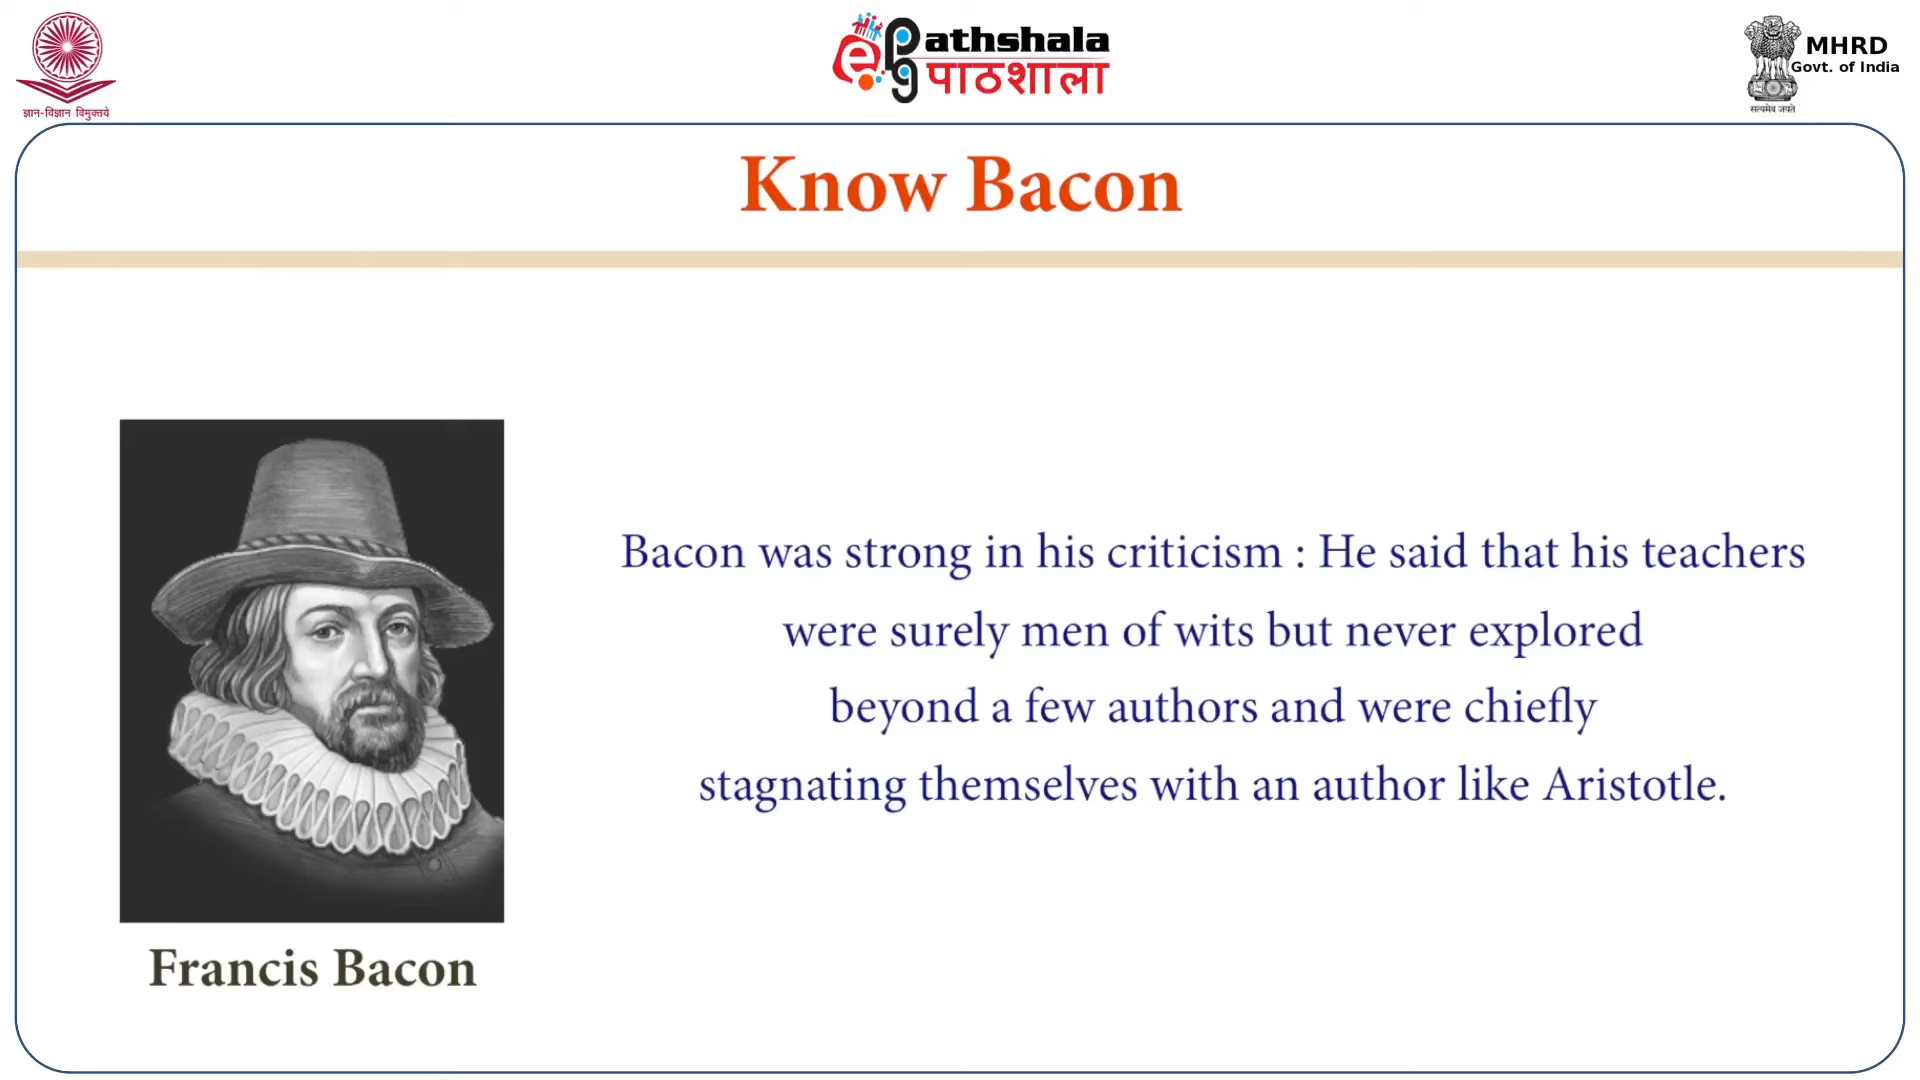 ज्ञान-विज्ञान विमुक्तये
e Pg Pathshala
पाठशाला
MHRD
Govt. of India
सत्यमेव जयते
Know Bacon
Bacon was strong in his criticism : He said that his teachers
were surely men of wits but never explored
beyond a few authors and were chiefly
stagnating themselves with an author like Aristotle.
Francis Bacon